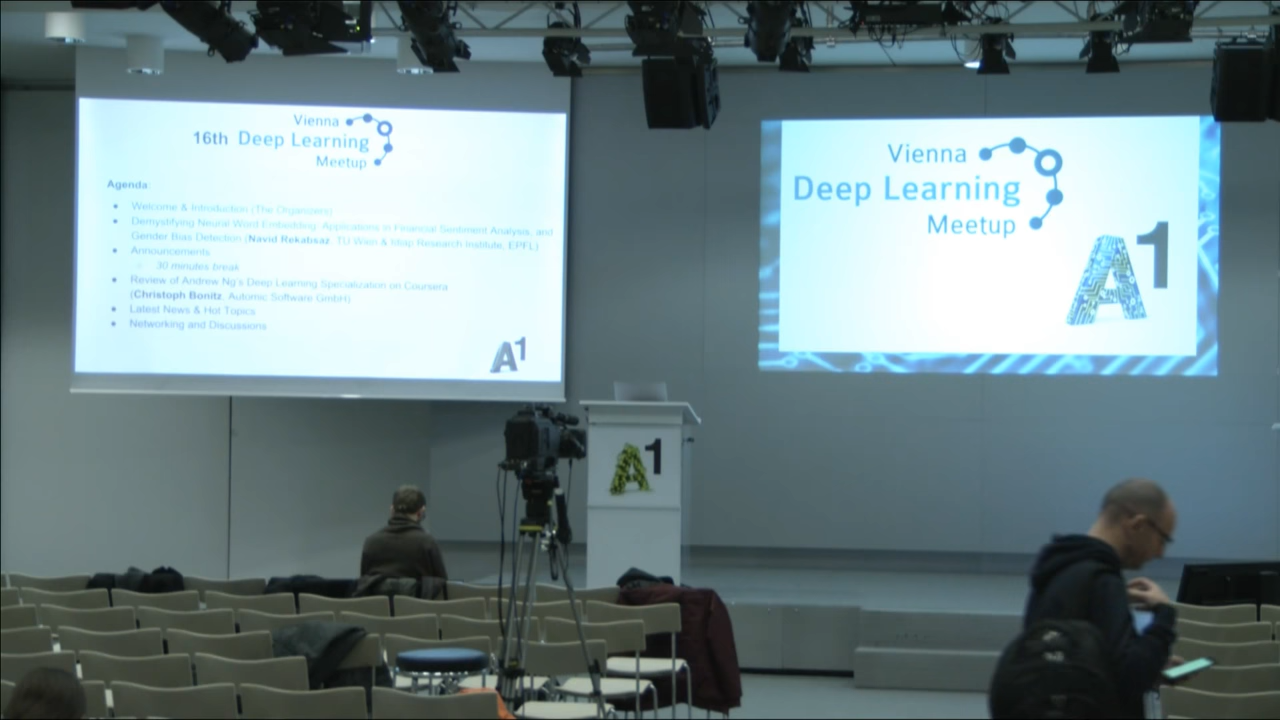 Vienna
16th Deep Learning
Meetup
Agenda:
Welcome & Introduction (The Organizers)
Demystifying Neural Word Embedding: Applications in Financial Sentiment Analysis, and
Gender Bias Detection (Navid Rekabsaz, TU Wien & Idiap Research Institute, EPFL)
Announcements
30 minutes break
Review of Andrew Ng's Deep Learning Specialization on Coursera
(Christoph Bonitz, Automic Software GmbH)
Latest News & Hot Topics
Networking and Discussions
A1
Vienna
Deep Learning
Meetup
A1
A1